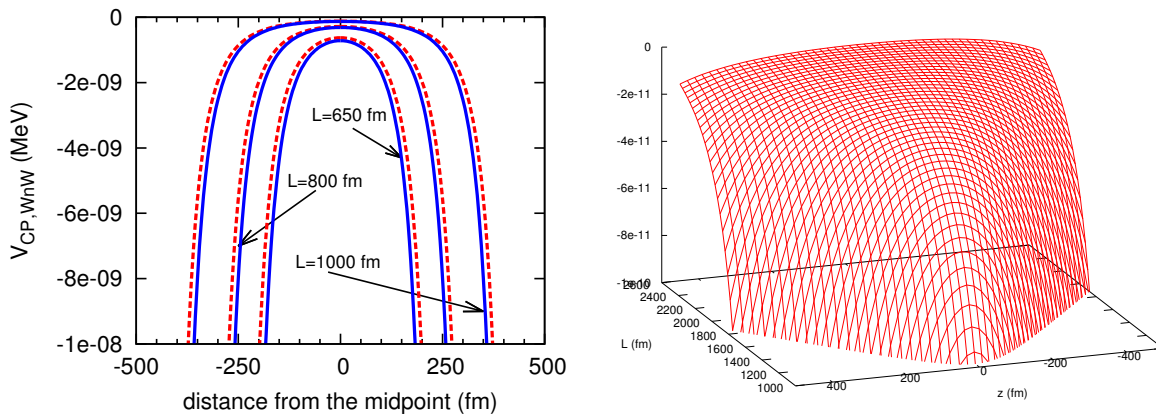 V_CP,WnW (MeV)
0
-2e-09
-4e-09
-6e-09
-8e-09
-1e-08
L=650 fm
L=800 fm
L=1000 fm
-500 -250 0 250 500
distance from the midpoint (fm)
0
-2e-11
-4e-11
-6e-11
-8e-11
-1e-10
2600
2400
2200
2000
1800
1600
1400
1200
1000
L (fm)
400 200 0 -200 -400
z (fm)